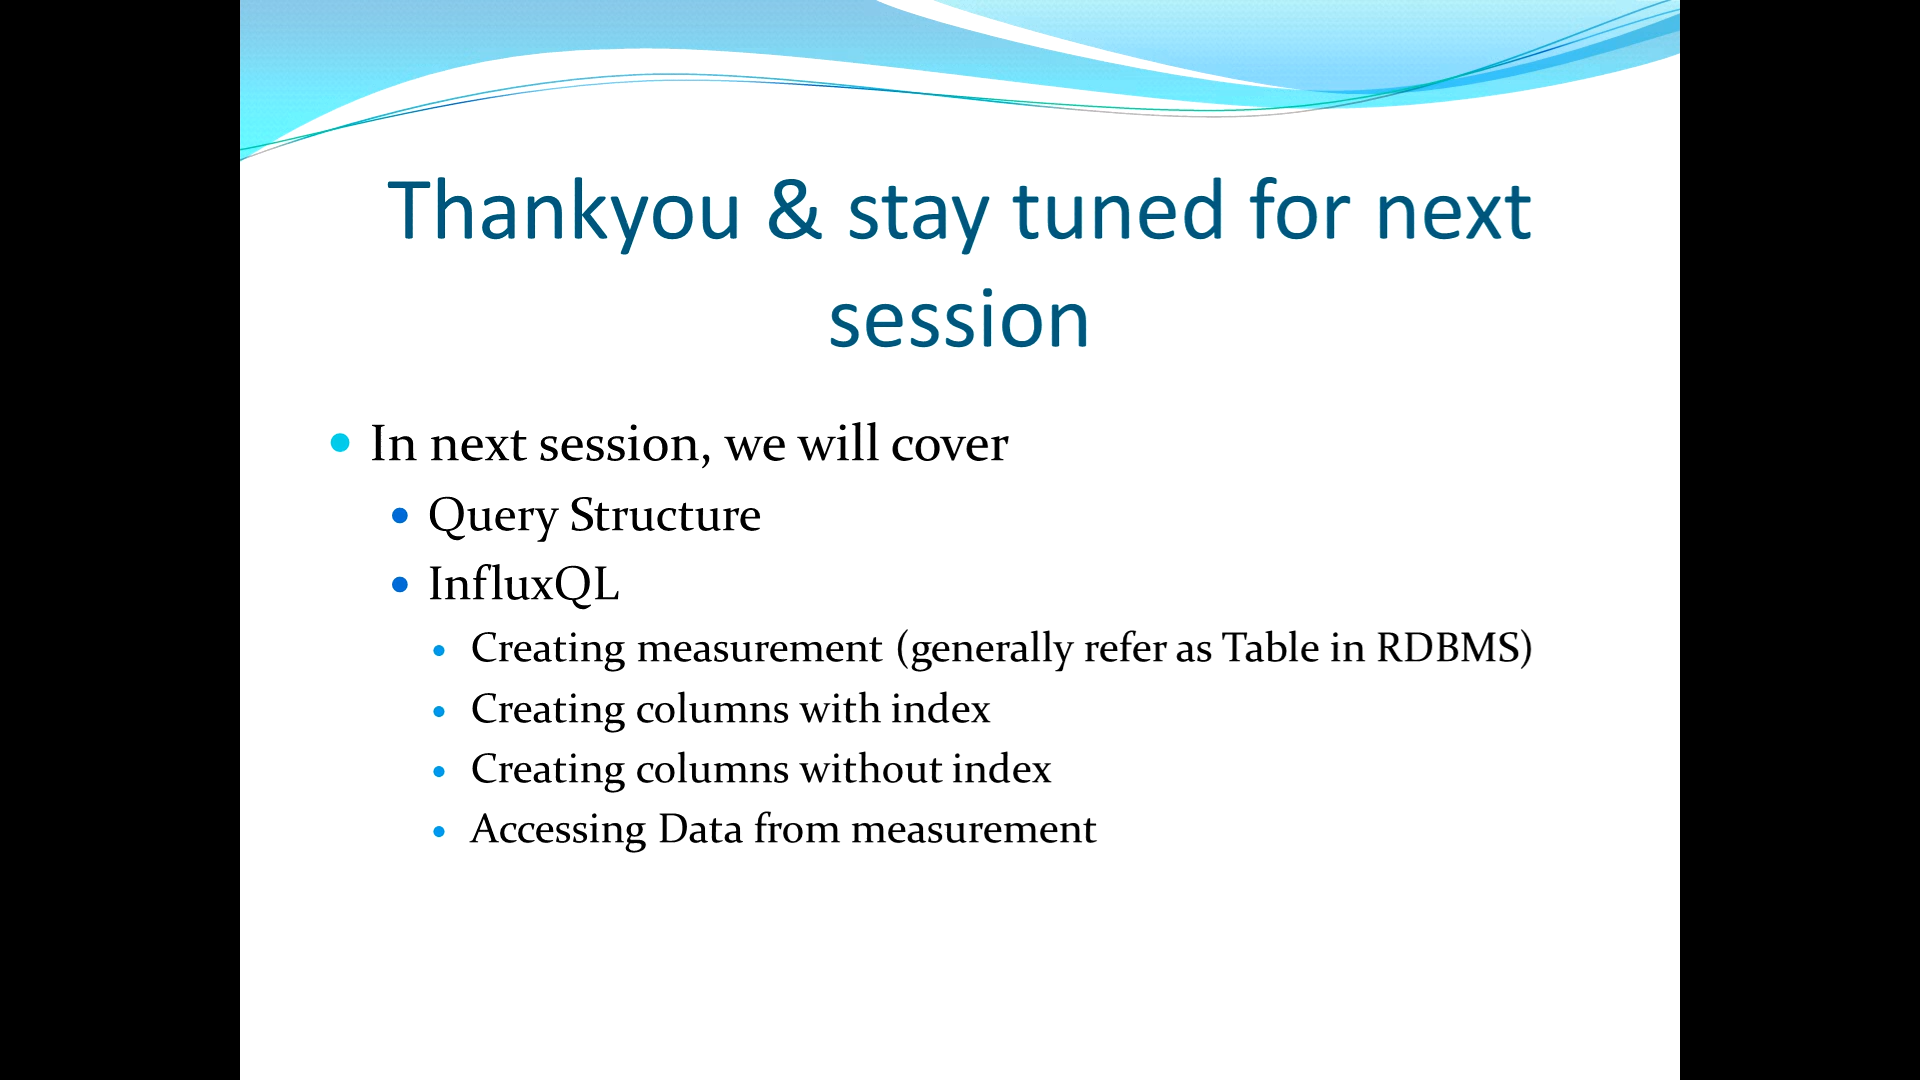 Thankyou & stay tuned for next
session
In next session, we will cover
Query Structure
InfluxQL
Creating measurement (generally refer as Table in RDBMS)
Creating columns with index
Creating columns without index
Accessing Data from measurement